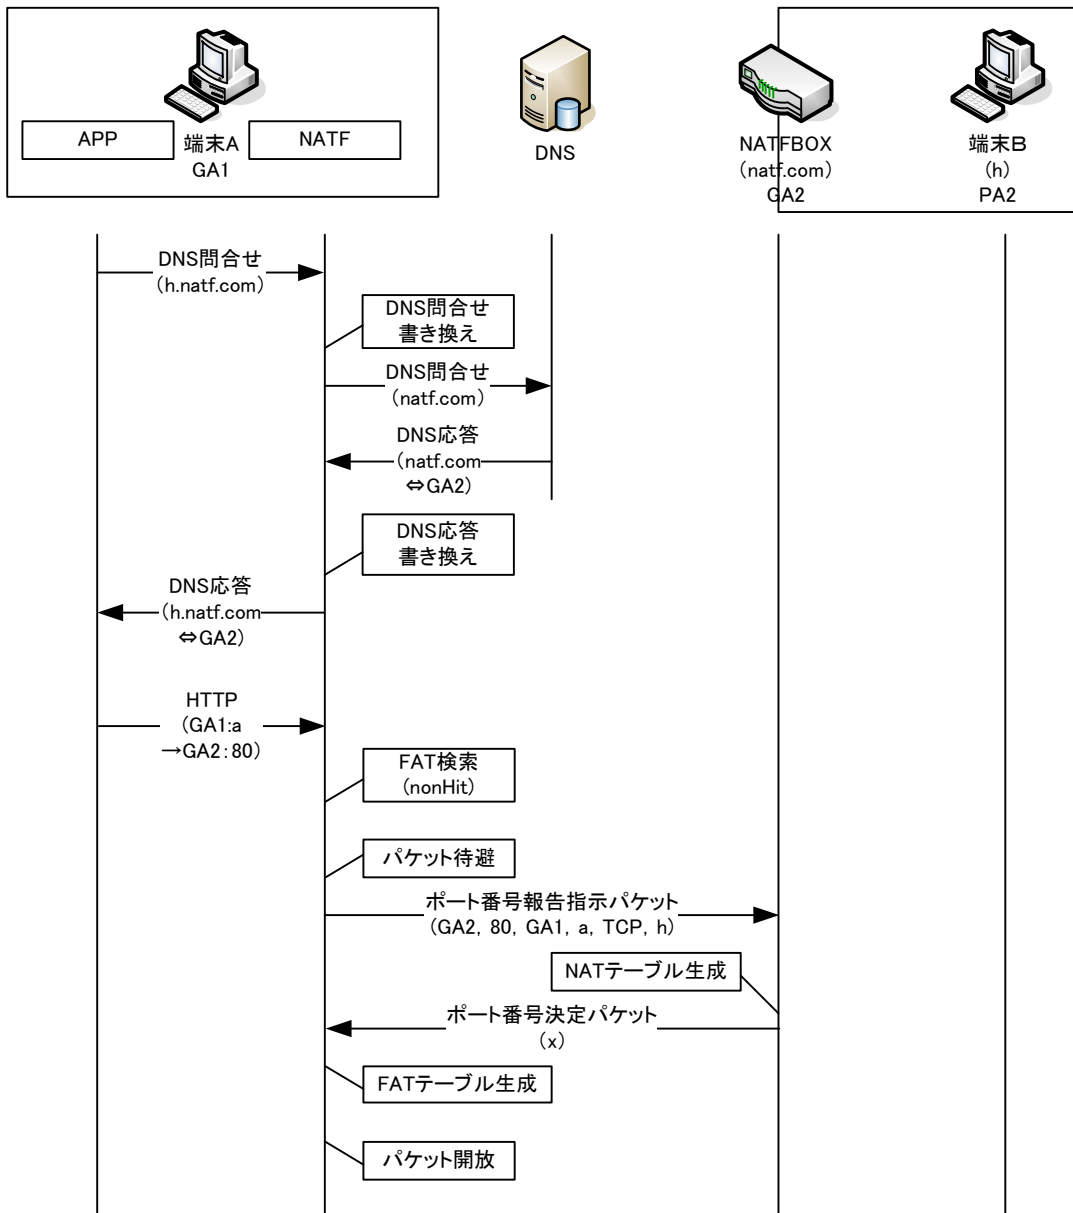 APP
端末A
GA1
NATF
DNS
NATFBOX
(natf.com)
GA2
端末B
(h)
PA2
DNS問合せ
(h.natf.com)
DNS問合せ
書き換え
DNS問合せ
(natf.com)
DNS応答
(natf.com
⇔GA2)
DNS応答
書き換え
DNS応答
(h.natf.com
⇔GA2)
HTTP
(GA1:a
→GA2:80)
FAT検索
(nonHit)
パケット待避
ポート番号報告指示パケット
(GA2, 80, GA1, a, TCP, h)
NATテーブル生成
ポート番号決定パケット
(x)
FATテーブル生成
パケット開放